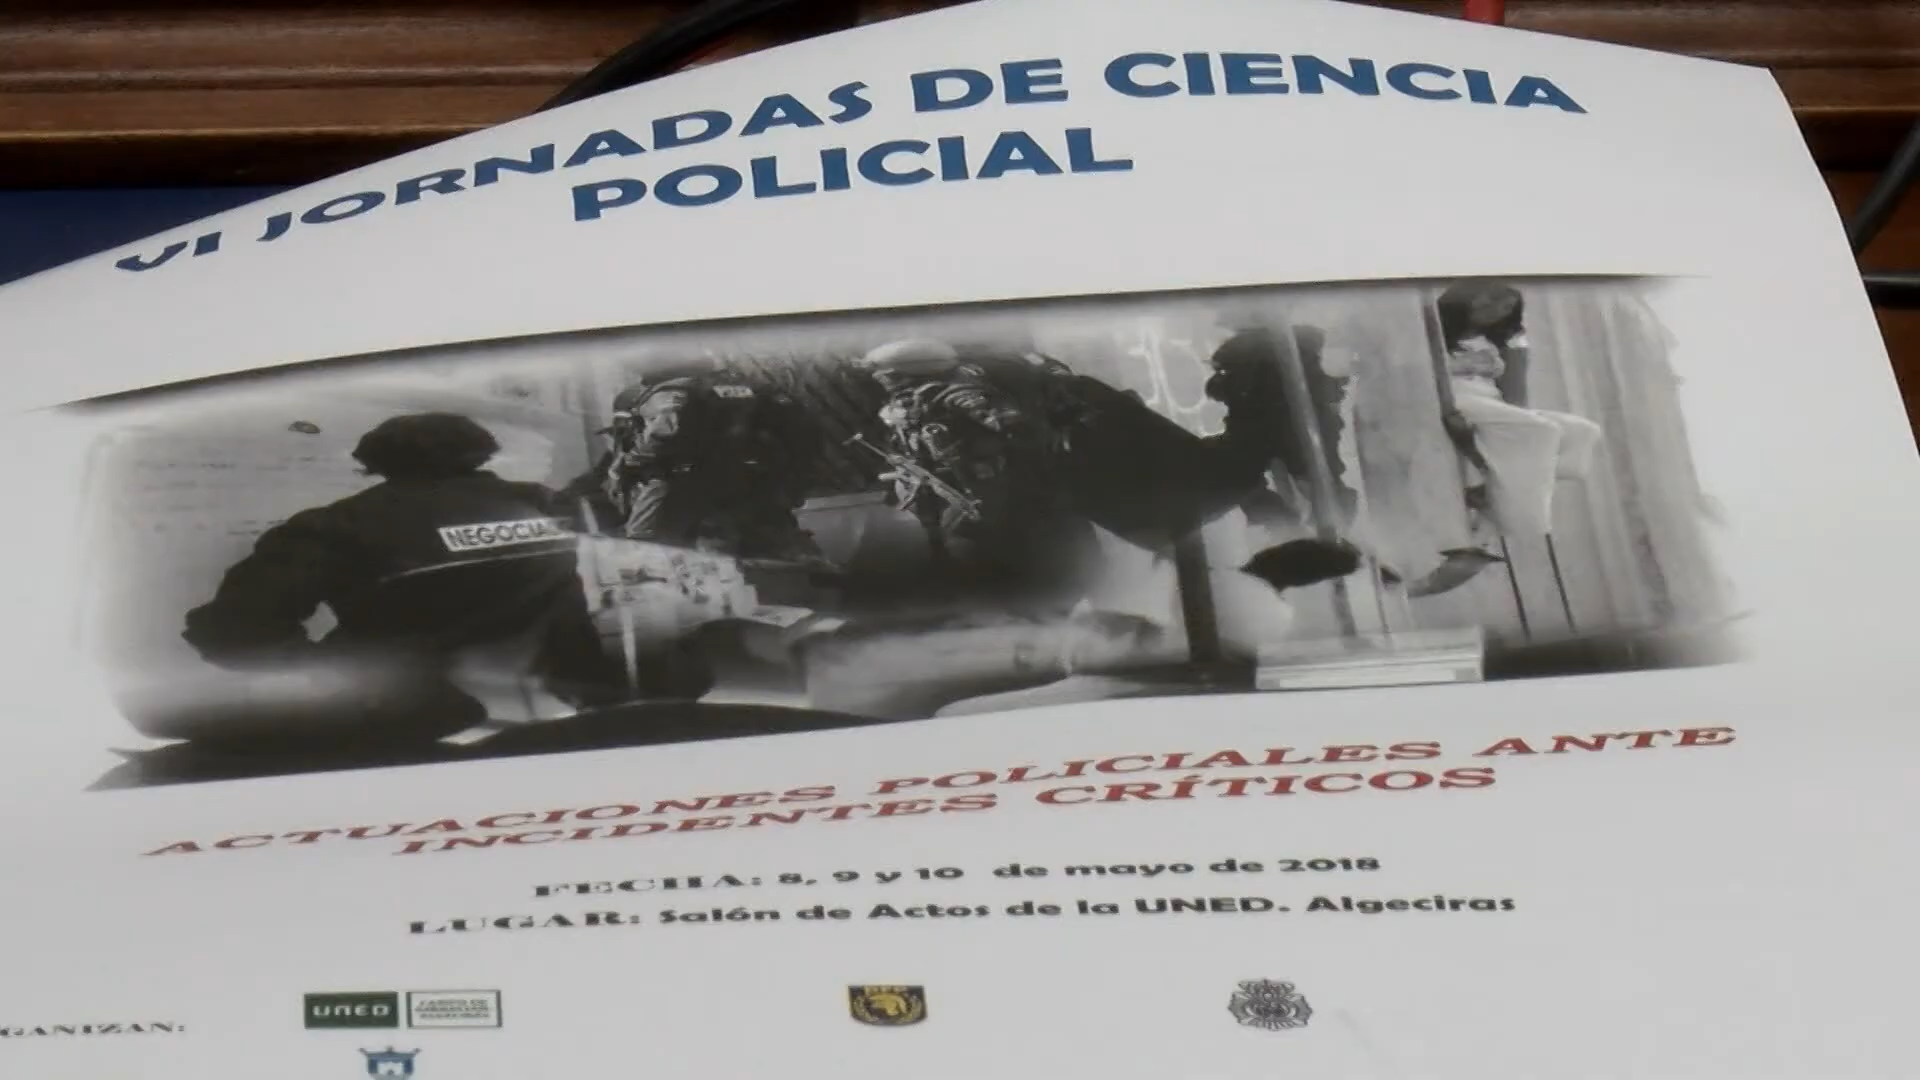 VI JORNADAS DE CIENCIA
POLICIAL
NEGOCIA
ACTUACIONES POLICIALES ANTE
INCIDENTES CRÍTICOS
FECHA: 8, 9 y 10 de mayo de 2018
LUGAR: Salón de Actos de la UNED. Algeciras
GANIZAN:
UNED